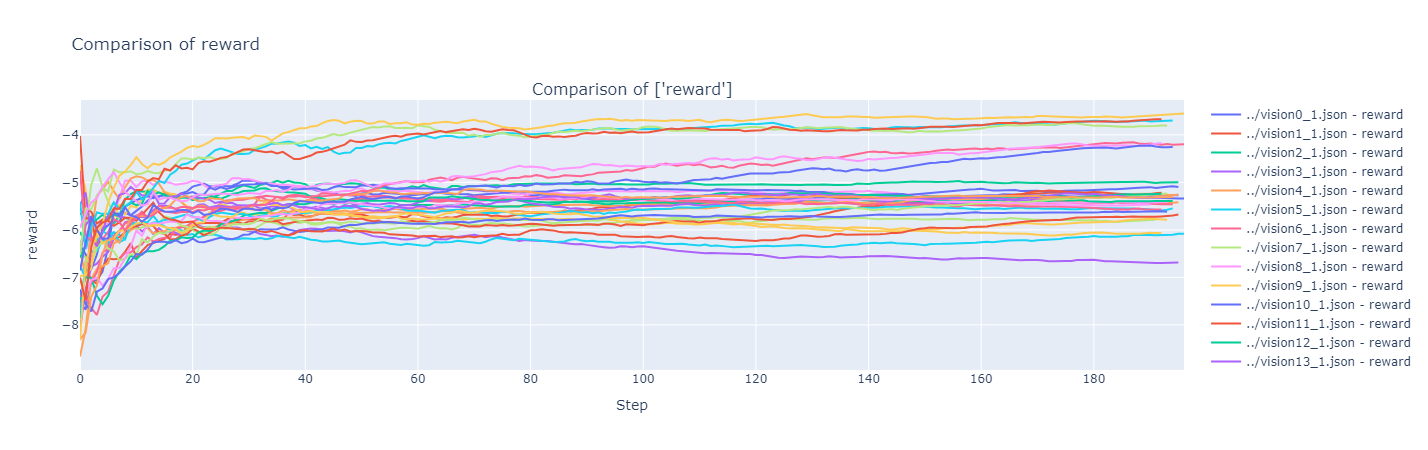 Comparison of reward
Comparison of ['reward']
−4
−5
−6
−7
−8
reward
0 20 40 60 80 100 120 140 160 180
Step
../vision0_1.json - reward
../vision1_1.json - reward
../vision2_1.json - reward
../vision3_1.json - reward
../vision4_1.json - reward
../vision5_1.json - reward
../vision6_1.json - reward
../vision7_1.json - reward
../vision8_1.json - reward
../vision9_1.json - reward
../vision10_1.json - reward
../vision11_1.json - reward
../vision12_1.json - reward
../vision13_1.json - reward